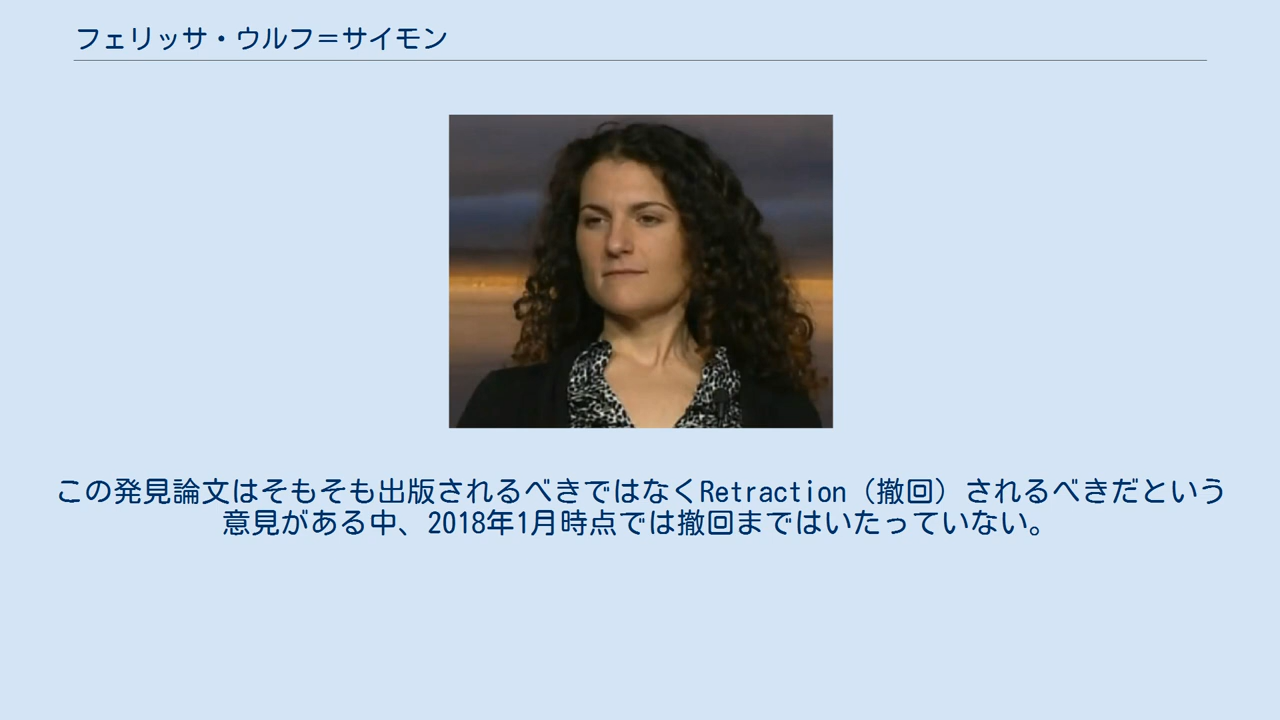 フェリッサ・ウルフ＝サイモン
この発見論文はそもそも出版されるべきではなくRetraction（撤回）されるべきだという
意見がある中、2018年1月時点では撤回まではいたっていない。